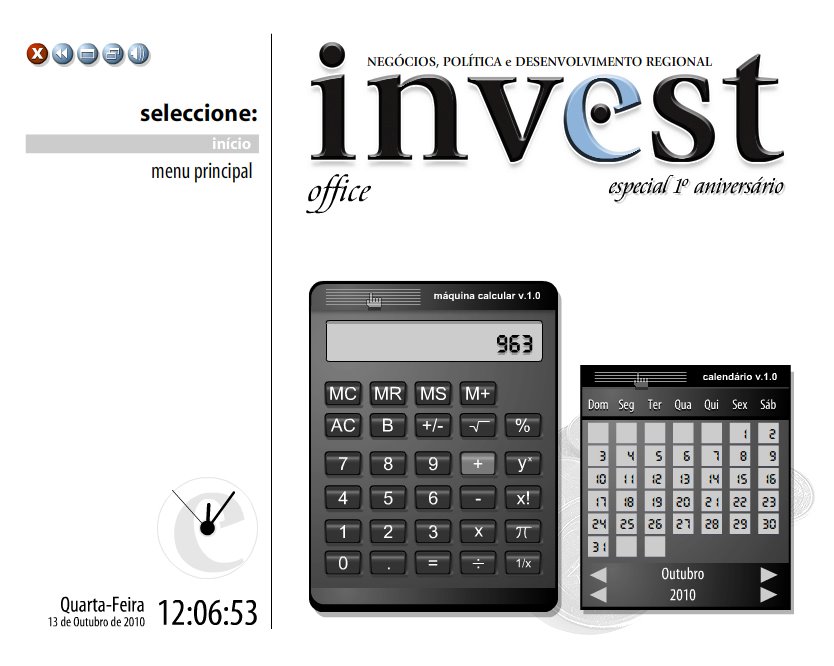 seleccione:
início
menu principal
NEGÓCIOS, POLÍTICA e DESENVOLVIMENTO REGIONAL
invest
office
especial 1º aniversário
máquina calcular v.1.0
963
MC MR MS M+
AC B +/- √ %
7 8 9 + yˣ
4 5 6 - x!
1 2 3 x π
0 . = ÷ 1/x
calendário v.1.0
Dom Seg Ter Qua Qui Sex Sáb
1 2
3 4 5 6 7 8 9
10 11 12 13 14 15 16
17 18 19 20 21 22 23
24 25 26 27 28 29 30
31
Outubro
2010
e
Quarta-Feira
13 de Outubro de 2010
12:06:53